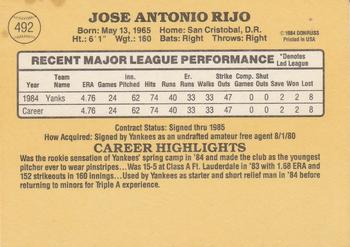 492
JOSE ANTONIO RIJO
Born: May 13, 1965 Home: San Cristobal, D.R.
Ht: 6'1" Wgt: 160 Bats: Right Throws: Right
© 1984 DONRUSS
Printed in USA
RECENT MAJOR LEAGUE PERFORMANCE *Denotes Led League
Year Team Name ERA Games Inn. Pitched Hits Runs Earn. Runs BB Strike Outs Comp. Games Shut Outs Saves Won Lost
1984 Yanks 4.76 24 62 74 40 33 33 47 0 0 2 2 8
Career 4.76 24 62 74 40 33 33 47 0 0 2 2 8
Contract Status: Signed thru 1985
How Acquired: Signed by Yankees as an undrafted amateur free agent 8/1/80
CAREER HIGHLIGHTS
Was the rookie sensation of Yankees' spring camp in '84 and made the club as the youngest
pitcher ever to wear pinstripes...Was 15-5 at Class A Ft. Lauderdale in '83 with 1.68 ERA and
152 strikeouts in 160 innings...Used by Yankees as starter and short relief man in '84 before
returning to minors for Triple A experience.